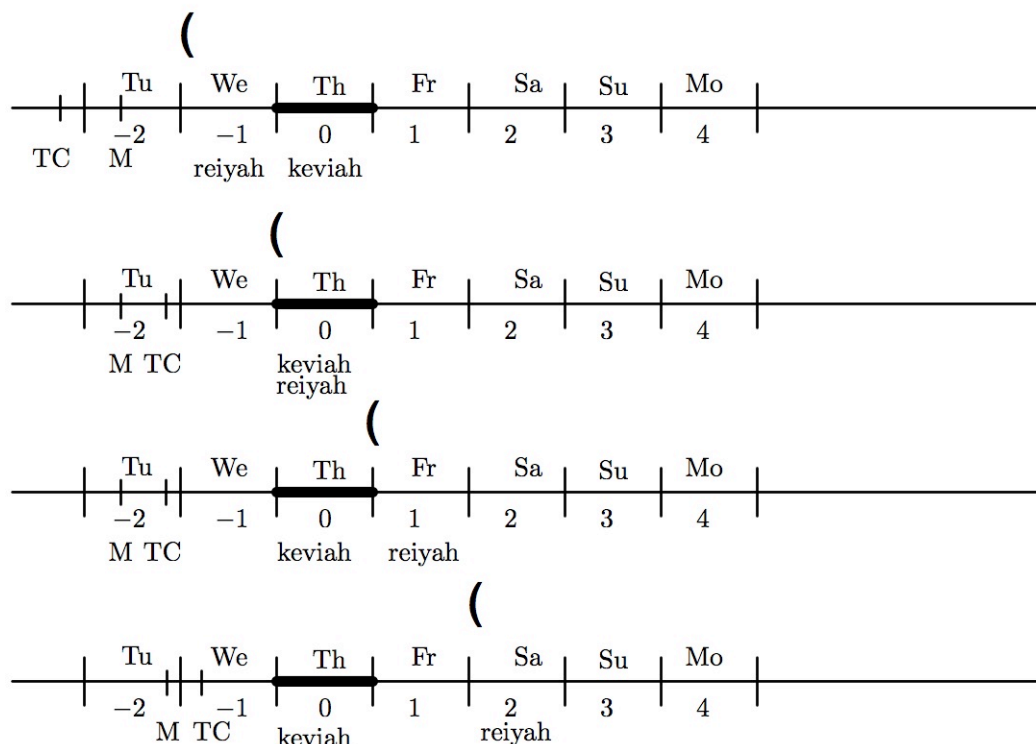 (
Tu We Th Fr Sa Su Mo
−2 −1 0 1 2 3 4
TC M
reiyah keviah
(
Tu We Th Fr Sa Su Mo
−2 −1 0 1 2 3 4
M TC keviah
reiyah
(
Tu We Th Fr Sa Su Mo
−2 −1 0 1 2 3 4
M TC keviah reiyah
(
Tu We Th Fr Sa Su Mo
−2 −1 0 1 2 3 4
M TC keviah reiyah